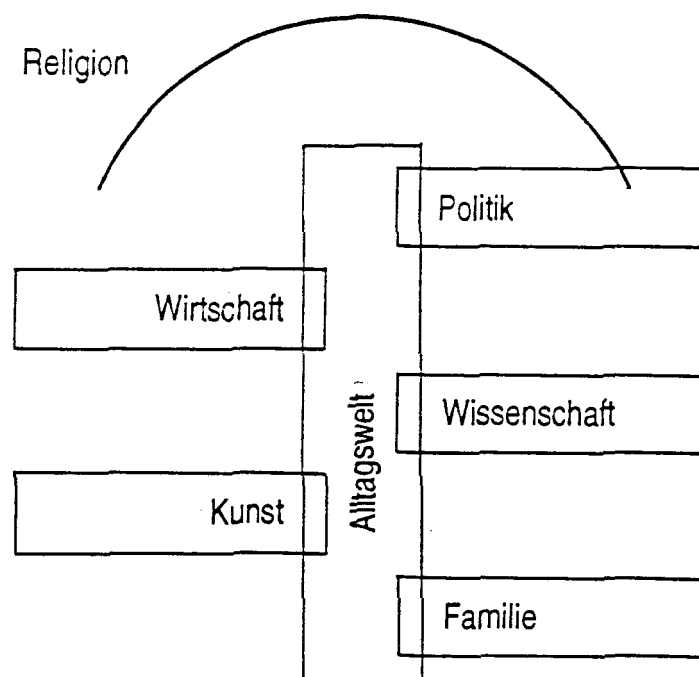 Religion
Politik
Wirtschaft
Alltagswelt
Wissenschaft
Kunst
Familie